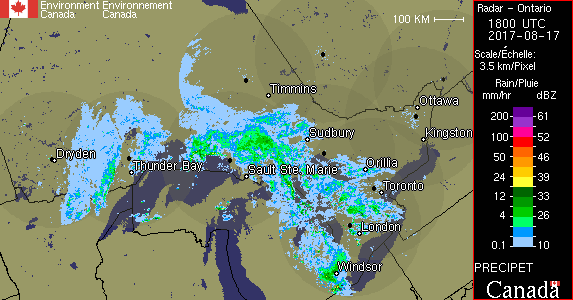 Environment Environnement
Canada Canada
100 KM
Timmins
Ottawa
Sudbury
Kingston
Dryden
Thunder Bay
Sault Ste. Marie
Orillia
Toronto
London
Windsor
Radar - Ontario
1800 UTC
2017-08-17
Scale/Échelle:
3.5 km/Pixel
Rain/Pluie
mm/hr dBZ
200 61
100 56
100 52
50 46
24 39
12 33
4 26
0.1 10
PRECIPET
Canada